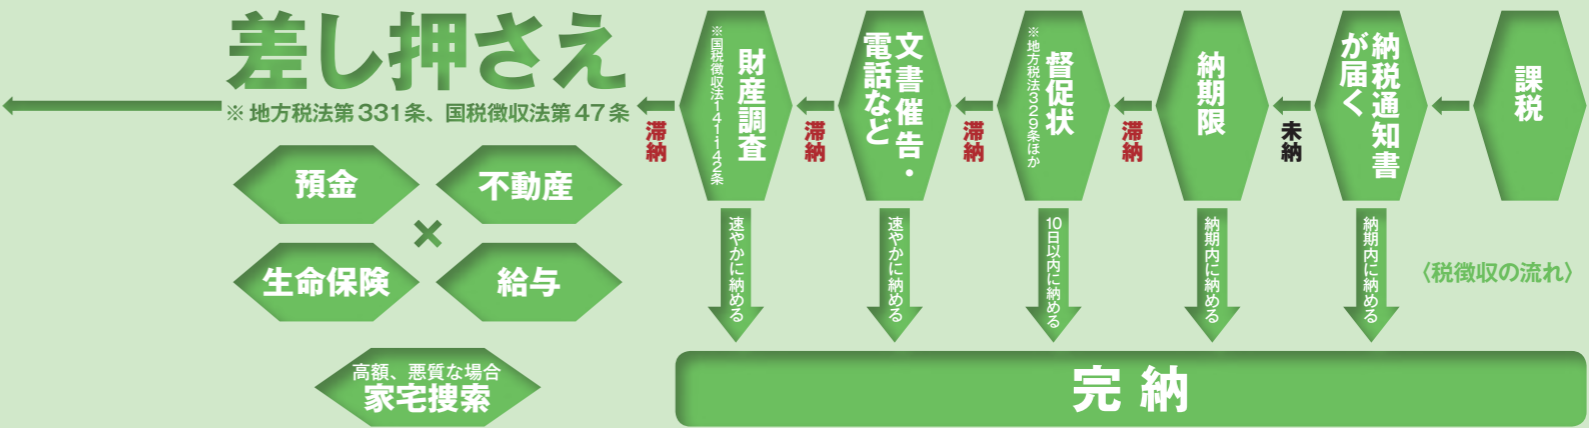 〈税徴収の流れ〉
課税
納税通知書
が届く
未納
納期限
滞納
督促状
※地方税法329条ほか
滞納
文書催告・
電話など
滞納
財産調査
※国税徴収法141・142条
滞納
差し押さえ
※地方税法第331条、国税徴収法第47条
預金
不動産
×
生命保険
給与
高額、悪質な場合
家宅捜索
納期内に納める
納期内に納める
10日以内に納める
速やかに納める
速やかに納める
完納